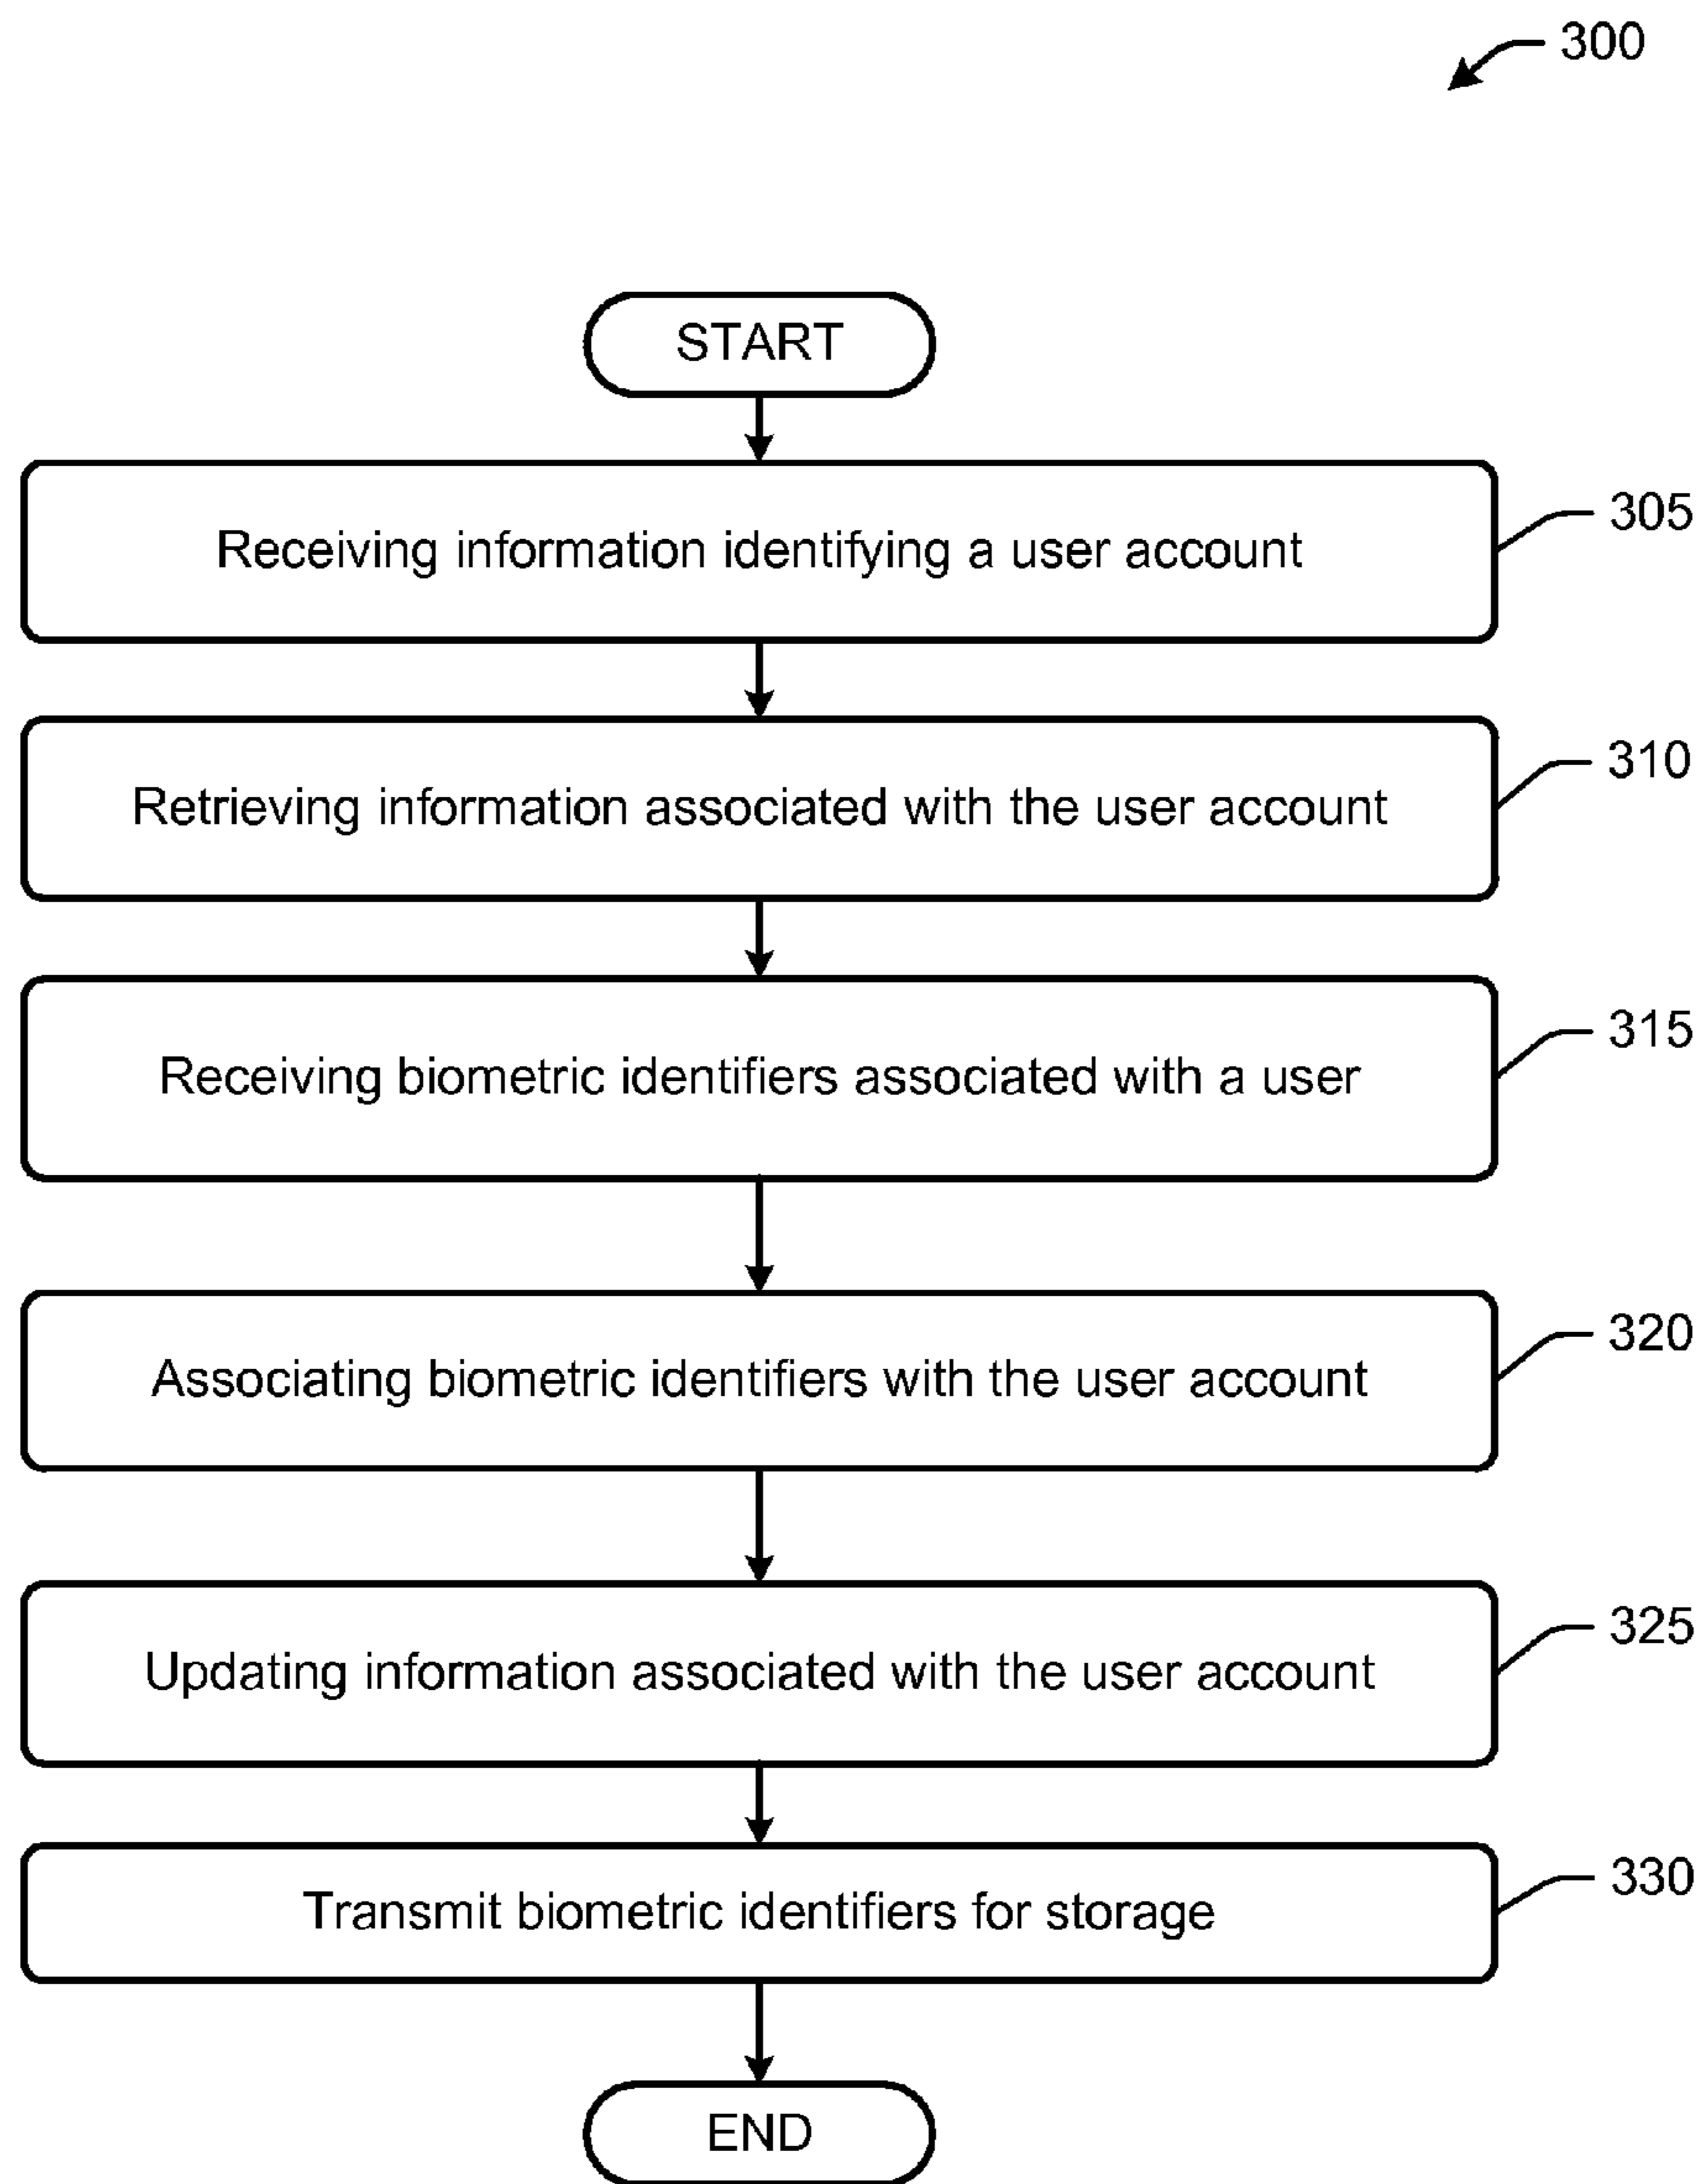 300
START
Receiving information identifying a user account
305
Retrieving information associated with the user account
310
Receiving biometric identifiers associated with a user
315
Associating biometric identifiers with the user account
320
Updating information associated with the user account
325
Transmit biometric identifiers for storage
330
END